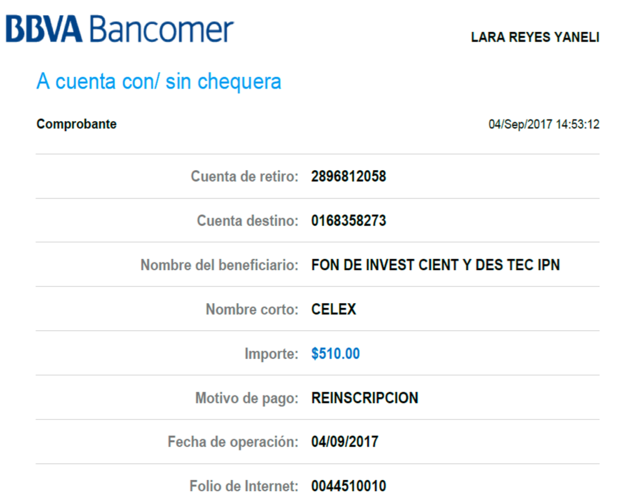 BBVA Bancomer
LARA REYES YANELI
A cuenta con/ sin chequera
Comprobante 04/Sep/2017 14:53:12
Cuenta de retiro: 2896812058
Cuenta destino: 0168358273
Nombre del beneficiario: FON DE INVEST CIENT Y DES TEC IPN
Nombre corto: CELEX
Importe: $510.00
Motivo de pago: REINSCRIPCION
Fecha de operación: 04/09/2017
Folio de Internet: 0044510010